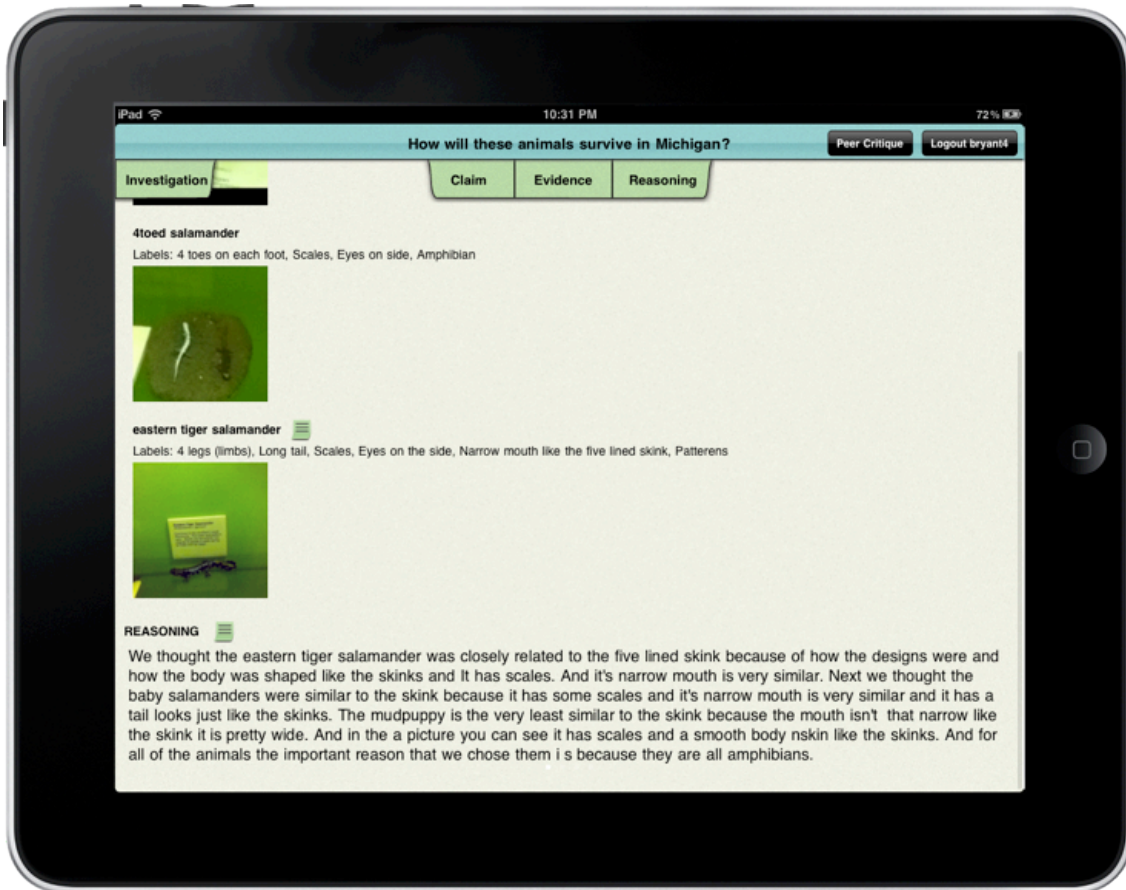 iPad 10:31 PM 72%
How will these animals survive in Michigan? Peer Critique Logout bryant4
Investigation Claim Evidence Reasoning
4toed salamander
Labels: 4 toes on each foot, Scales, Eyes on side, Amphibian
eastern tiger salamander
Labels: 4 legs (limbs), Long tail, Scales, Eyes on the side, Narrow mouth like the five lined skink, Patterens
REASONING
We thought the eastern tiger salamander was closely related to the five lined skink because of how the designs were and
how the body was shaped like the skinks and It has scales. And it's narrow mouth is very similar. Next we thought the
baby salamanders were similar to the skink because it has some scales and it's narrow mouth is very similar and it has a
tail looks just like the skinks. The mudpuppy is the very least similar to the skink because the mouth isn't that narrow like
the skink it is pretty wide. And in the a picture you can see it has scales and a smooth body nskin like the skinks. And for
all of the animals the important reason that we chose them i s because they are all amphibians.